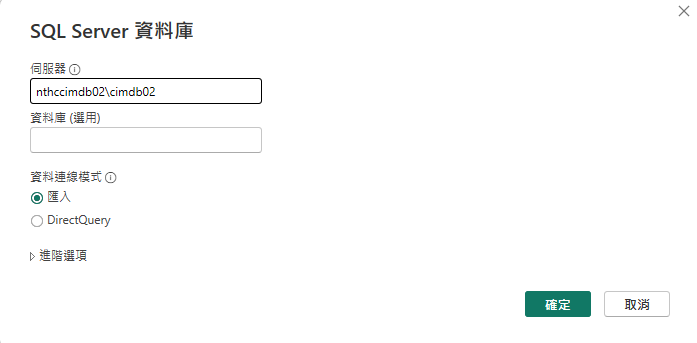 SQL Server 資料庫
伺服器
nthccimdb02\cimdb02
資料庫 (選用)
資料連線模式
匯入
DirectQuery
進階選項
確定
取消